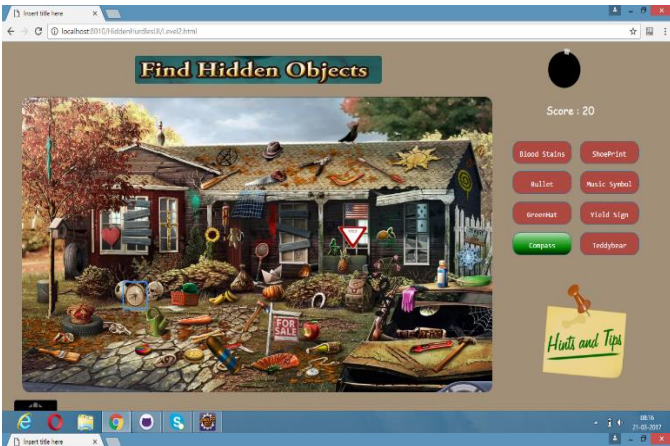 Insert title here
localhost:8010/HiddenHurdlesUI/Level2.html
Find Hidden Objects
Score : 20
Blood Stains
ShoePrint
Bullet
Music Symbol
GreenHat
Yield Sign
Compass
Teddybear
FOR
SALE
Hints and Tips
08:16
21-03-2017
Insert title here